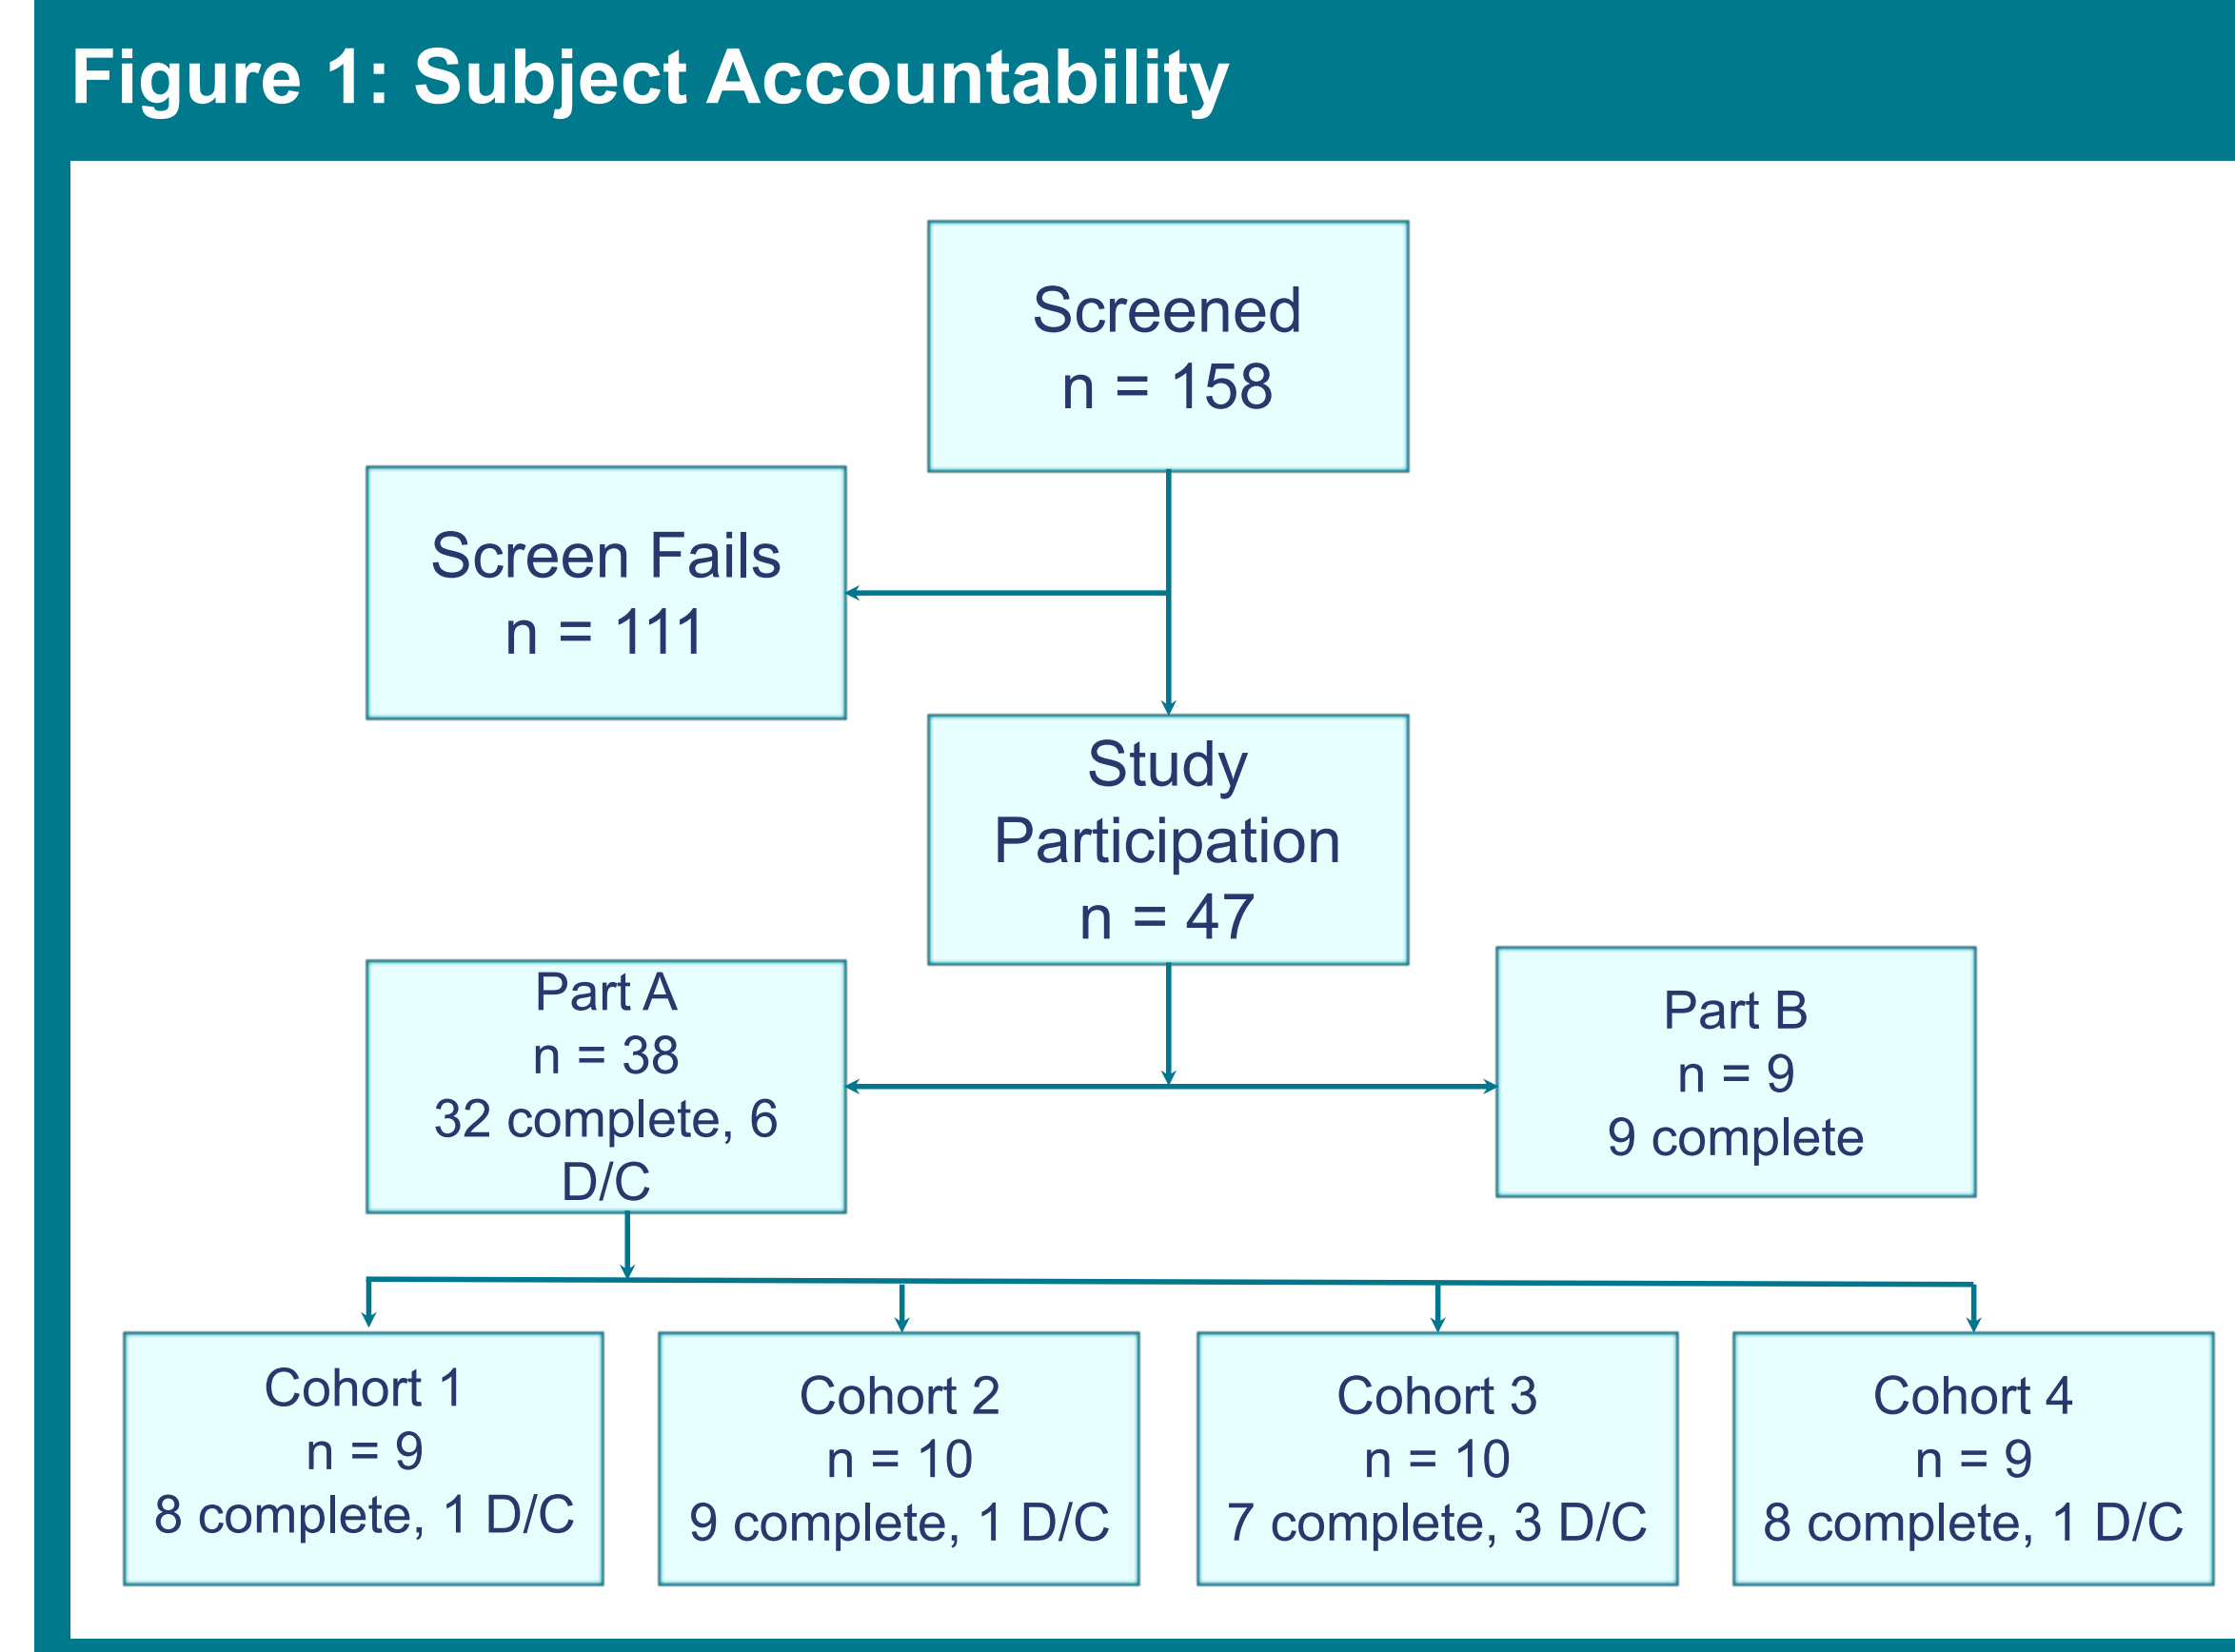 Figure 1: Subject Accountability
Screened
n = 158
Screen Fails
n = 111
Study
Participation
n = 47
Part A
n = 38
32 complete, 6
D/C
Part B
n = 9
9 complete
Cohort 1
n = 9
8 complete, 1 D/C
Cohort 2
n = 10
9 complete, 1 D/C
Cohort 3
n = 10
7 complete, 3 D/C
Cohort 4
n = 9
8 complete, 1 D/C